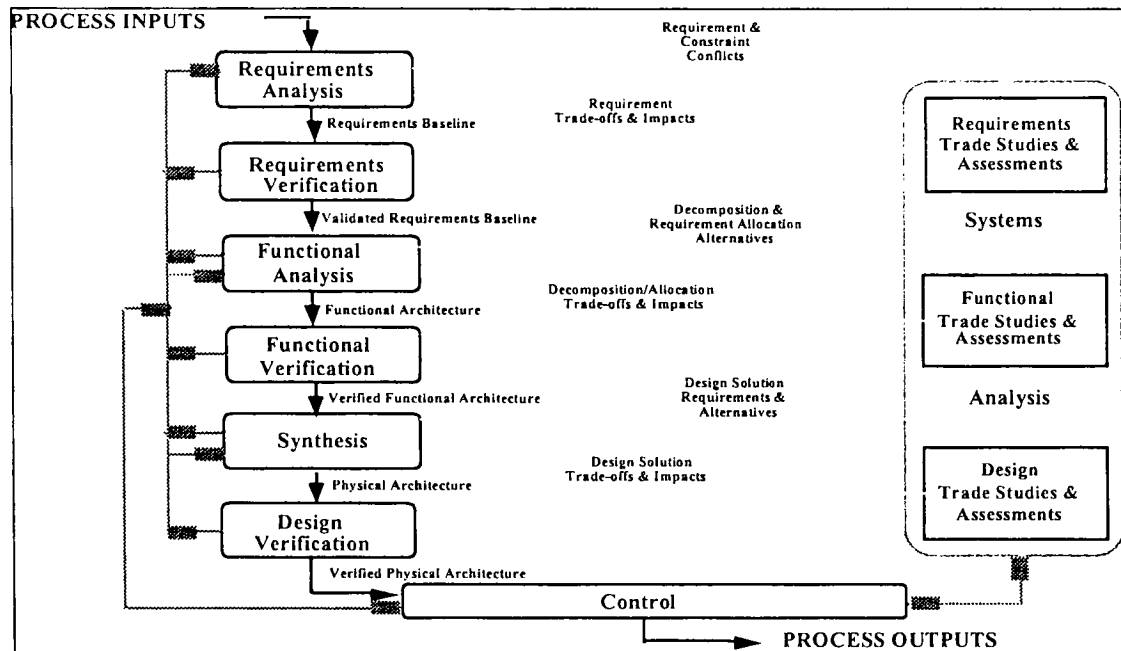 PROCESS INPUTS
Requirements
Analysis
Requirements Baseline
Requirements
Verification
Validated Requirements Baseline
Functional
Analysis
Functional Architecture
Functional
Verification
Verified Functional Architecture
Synthesis
Physical Architecture
Design
Verification
Verified Physical Architecture
Control
PROCESS OUTPUTS
Requirement &
Constraint
Conflicts
Requirement
Trade-offs & Impacts
Decomposition &
Requirement Allocation
Alternatives
Decomposition/Allocation
Trade-offs & Impacts
Design Solution
Requirements &
Alternatives
Design Solution
Trade-offs & Impacts
Requirements
Trade Studies &
Assessments
Systems
Functional
Trade Studies &
Assessments
Analysis
Design
Trade Studies &
Assessments